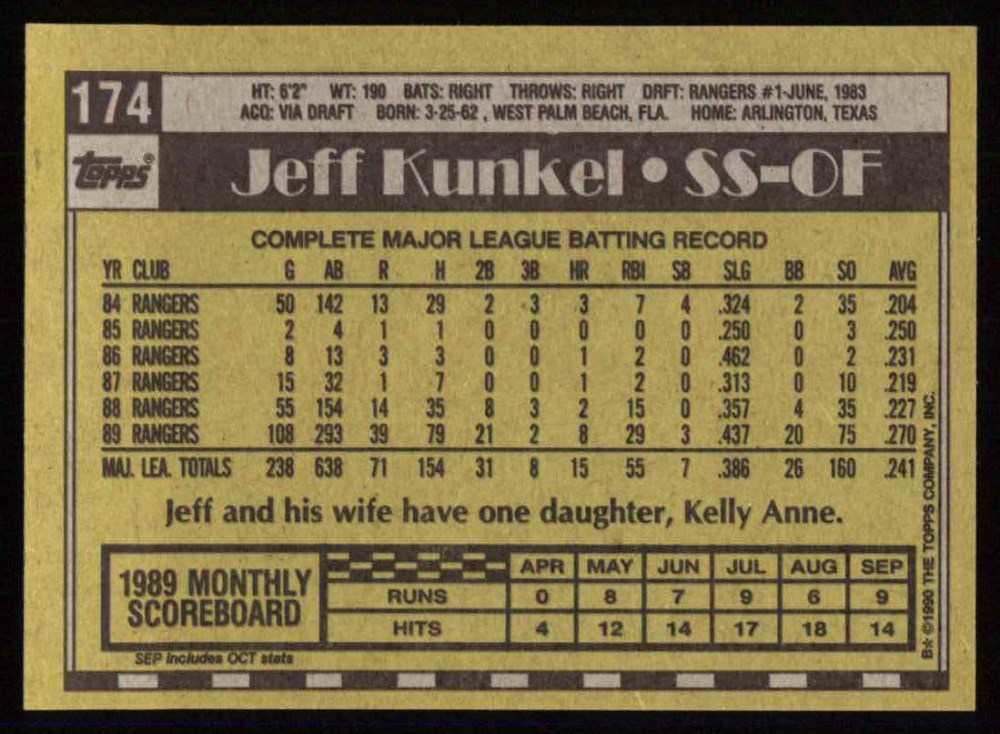 174
HT: 6'2" WT: 190 BATS: RIGHT THROWS: RIGHT DRFT: RANGERS #1-JUNE, 1983
ACQ: VIA DRAFT BORN: 3-25-62 , WEST PALM BEACH, FLA. HOME: ARLINGTON, TEXAS
Topps®
Jeff Kunkel • SS-OF
COMPLETE MAJOR LEAGUE BATTING RECORD
YR CLUB G AB R H 2B 3B HR RBI SB SLG BB SO AVG
84 RANGERS 50 142 13 29 2 3 3 7 4 .324 2 35 .204
85 RANGERS 2 4 1 1 0 0 0 0 0 .250 0 3 .250
86 RANGERS 8 13 3 3 0 0 1 2 0 .462 0 2 .231
87 RANGERS 15 32 1 7 0 0 1 2 0 .313 0 10 .219
88 RANGERS 55 154 14 35 8 3 2 15 0 .357 4 35 .227
89 RANGERS 108 293 39 79 21 2 8 29 3 .437 20 75 .270
MAJ. LEA. TOTALS 238 638 71 154 31 8 15 55 7 .386 26 160 .241
Jeff and his wife have one daughter, Kelly Anne.
1989 MONTHLY
SCOREBOARD
APR MAY JUN JUL AUG SEP
RUNS 0 8 7 9 6 9
HITS 4 12 14 17 18 14
SEP includes OCT stats
B* ©1990 THE TOPPS COMPANY, INC.